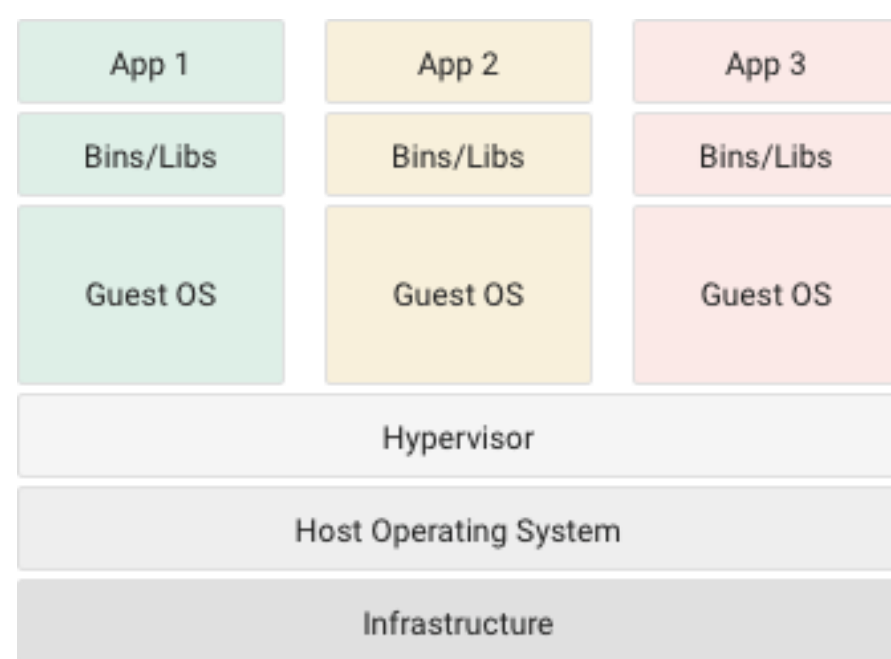 App 1
App 2
App 3
Bins/Libs
Bins/Libs
Bins/Libs
Guest OS
Guest OS
Guest OS
Hypervisor
Host Operating System
Infrastructure